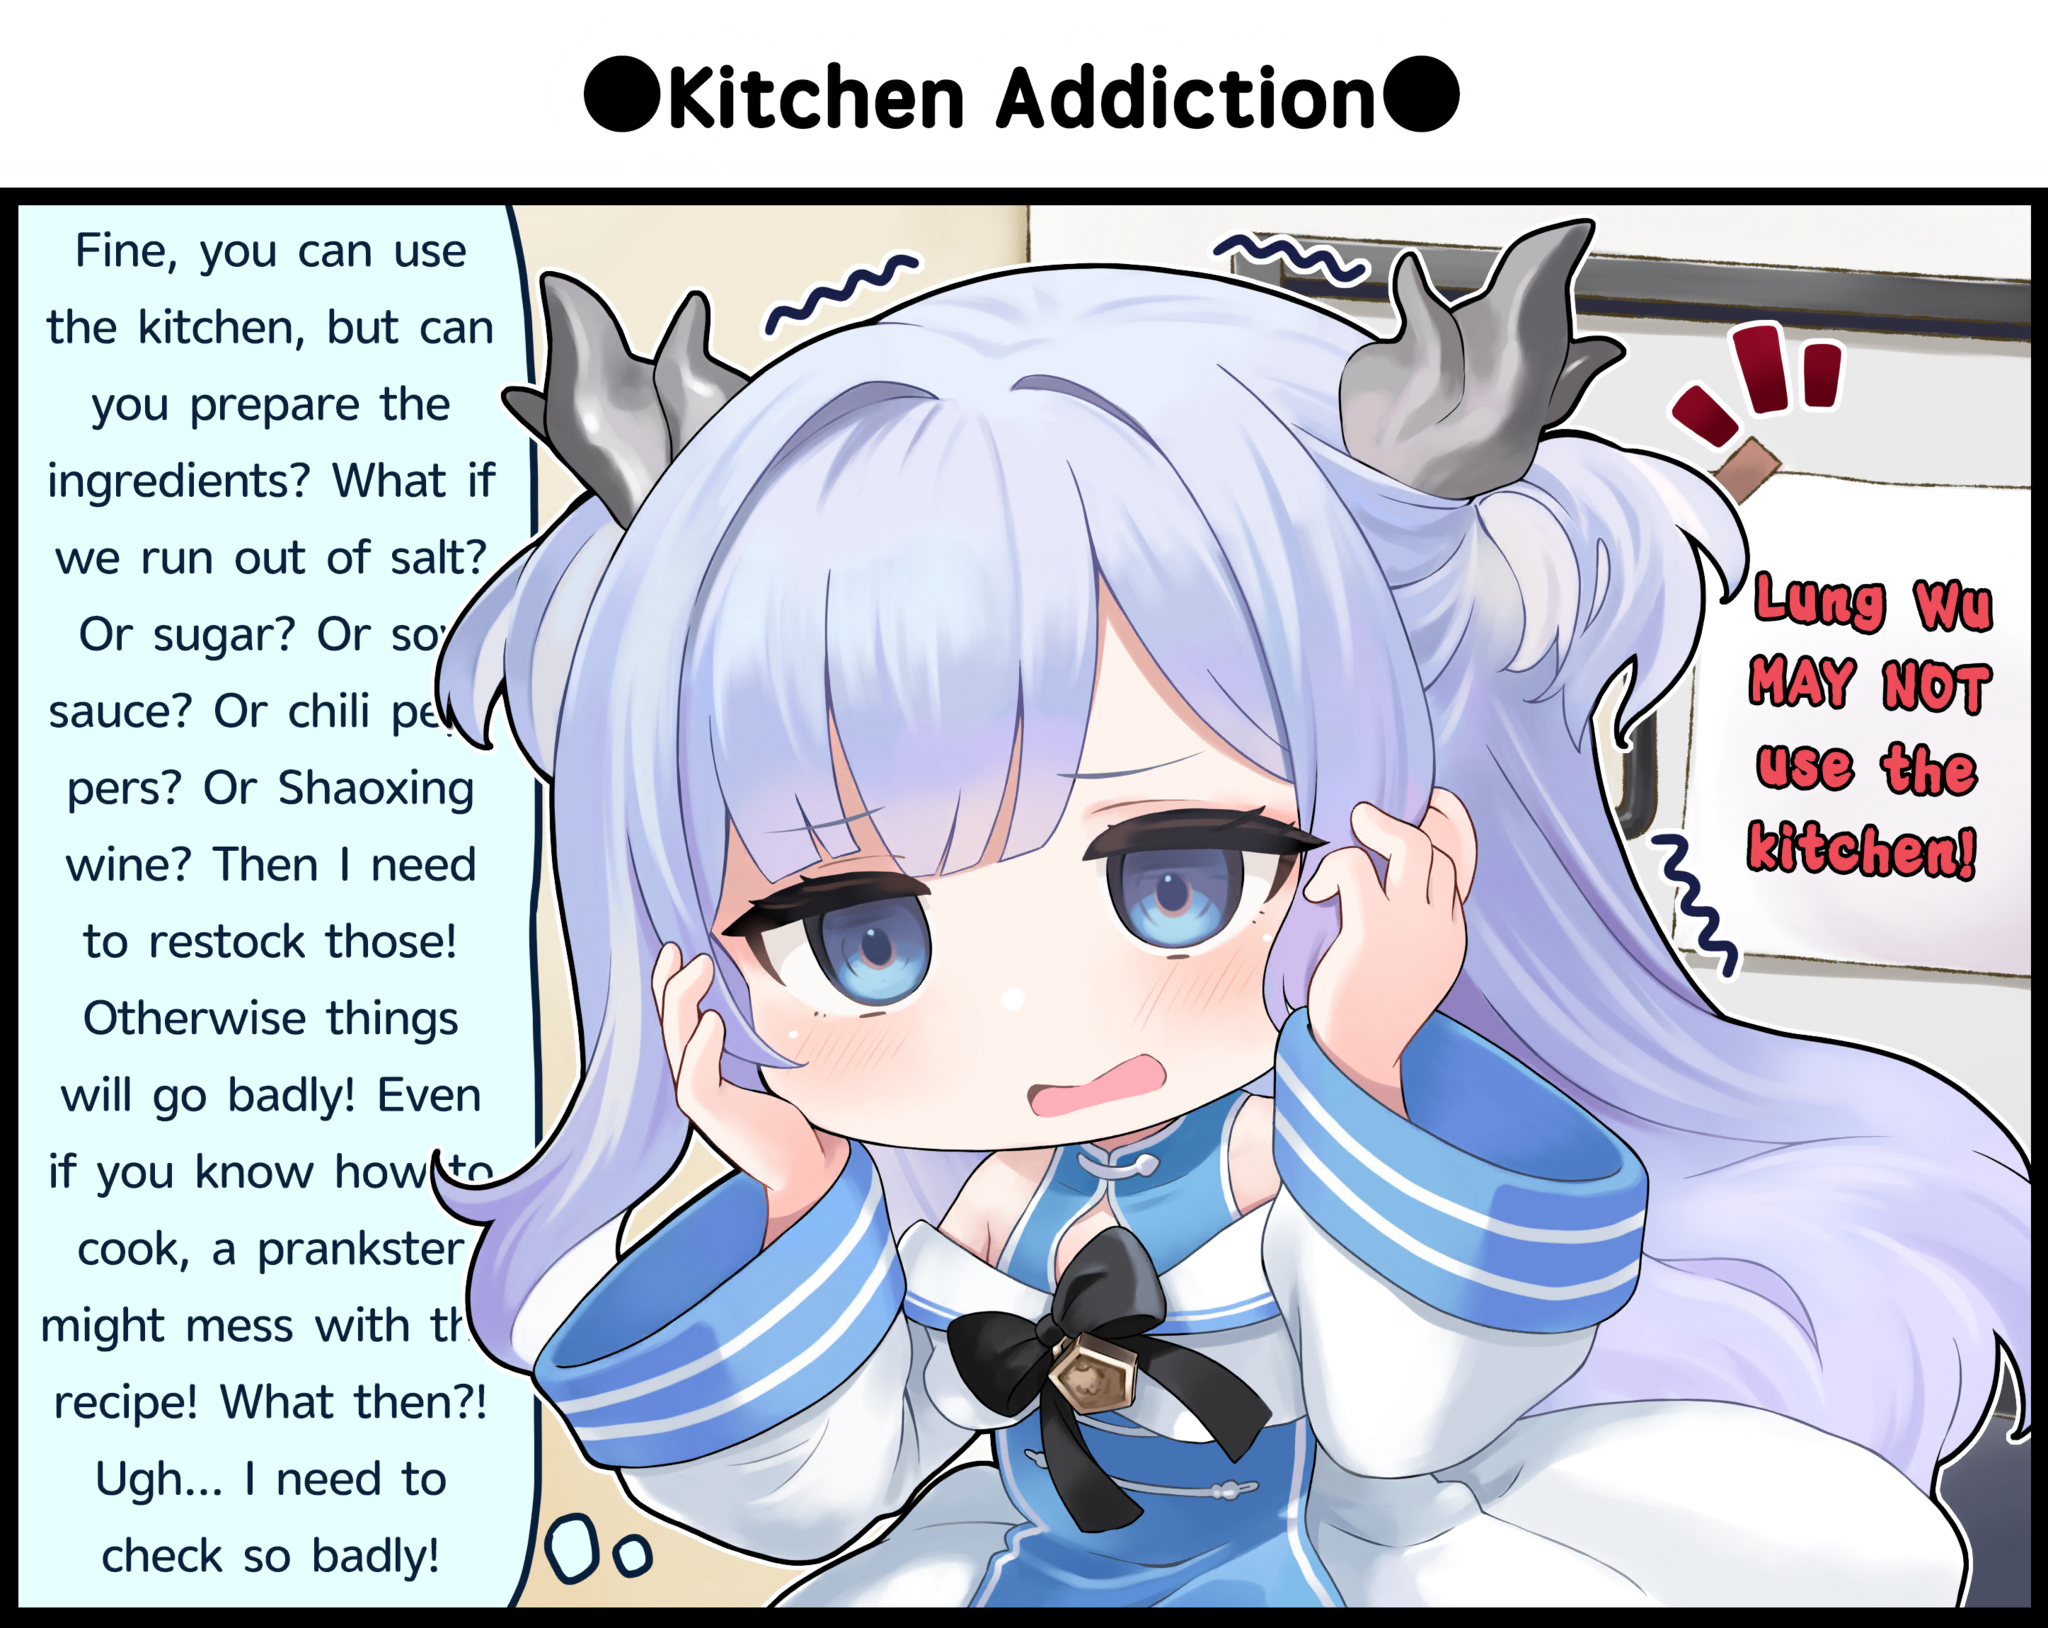 ●Kitchen Addiction●
Fine, you can use
the kitchen, but can
you prepare the
ingredients? What if
we run out of salt?
Or sugar? Or soy
sauce? Or chili pep-
pers? Or Shaoxing
wine? Then I need
to restock those!
Otherwise things
will go badly! Even
if you know how to
cook, a prankster
might mess with the
recipe! What then?!
Ugh... I need to
check so badly!
Lung Wu
MAY NOT
use the
kitchen!